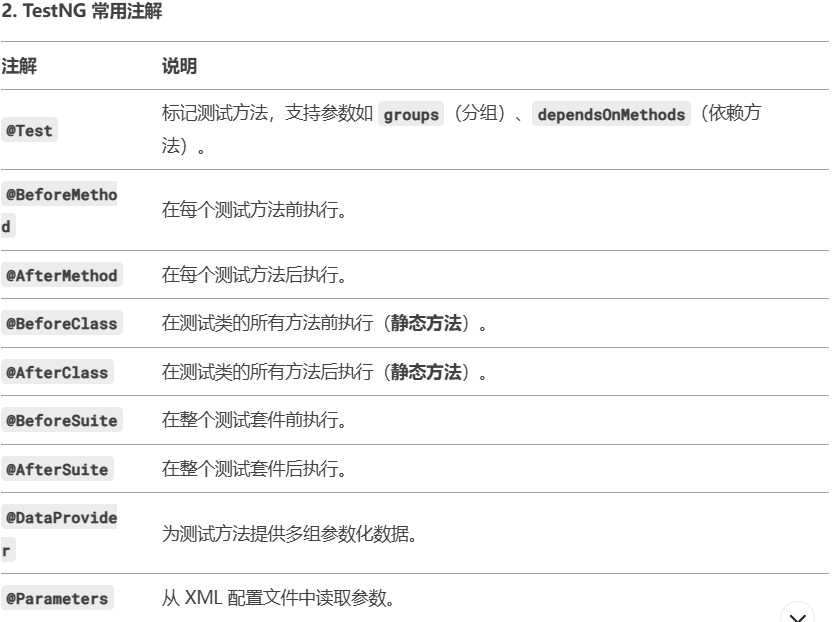 2. TestNG 常用注解
注解 说明
@Test 标记测试方法，支持参数如 groups（分组）、dependsOnMethods（依赖方
法）。
@BeforeMetho
d 在每个测试方法前执行。
@AfterMethod 在每个测试方法后执行。
@BeforeClass 在测试类的所有方法前执行（静态方法）。
@AfterClass 在测试类的所有方法后执行（静态方法）。
@BeforeSuite 在整个测试套件前执行。
@AfterSuite 在整个测试套件后执行。
@DataProvide
r 为测试方法提供多组参数化数据。
@Parameters 从 XML 配置文件中读取参数。